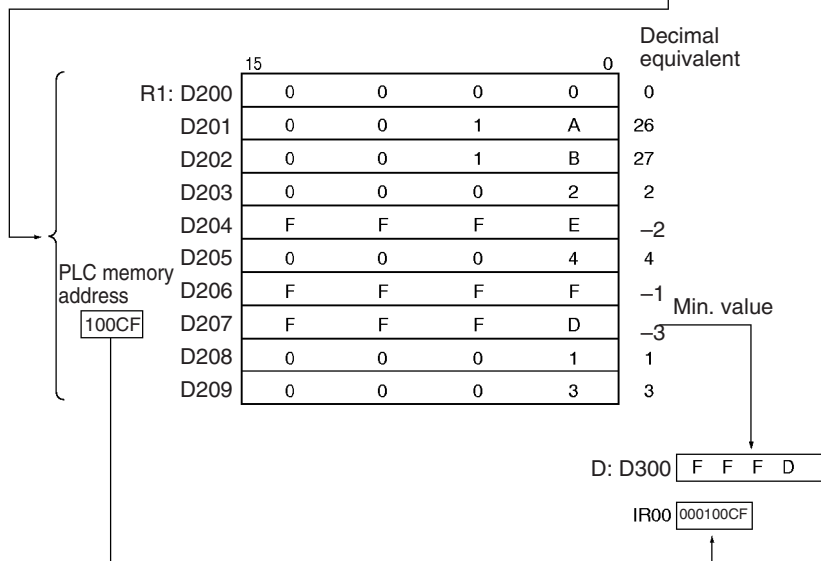 Decimal
equivalent
15 0
R1: D200 0 0 0 0 0
D201 0 0 1 A 26
D202 0 0 1 B 27
D203 0 0 0 2 2
D204 F F F E –2
D205 0 0 0 4 4
PLC memory
address
100CF
D206 F F F F –1
Min. value
D207 F F F D –3
D208 0 0 0 1 1
D209 0 0 0 3 3
D: D300 F F F D
IR00 000100CF